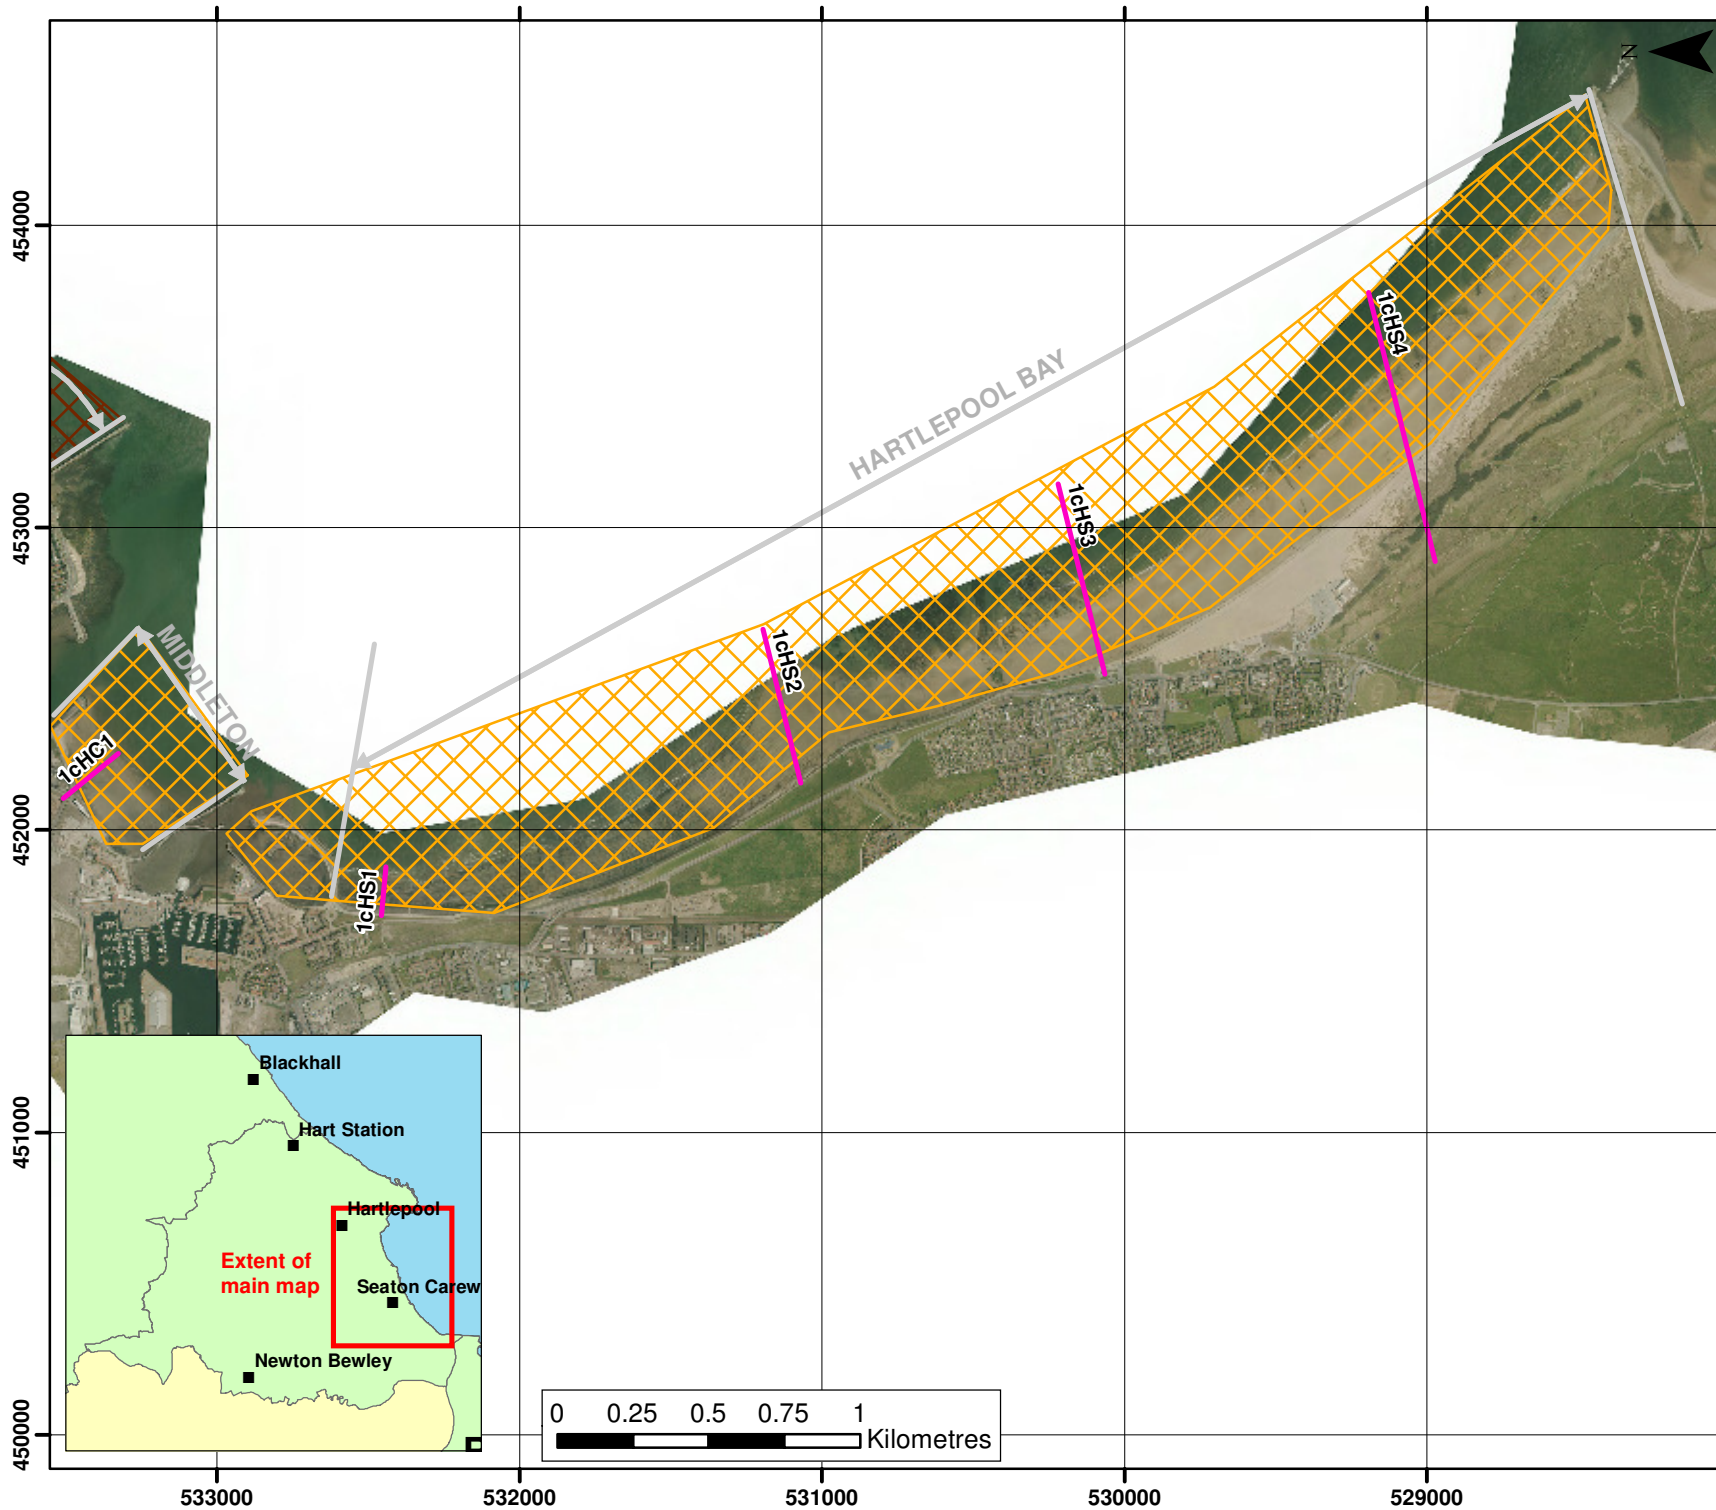 N
454000
453000
452000
451000
450000
HARTLEPOOL BAY
MIDDLETON
1cHS4
1cHS3
1cHS2
1cHC1
1cHS1
Blackhall
Hart Station
Hartlepool
Extent of
main map
Seaton Carew
Newton Bewley
0 0.25 0.5 0.75 1
Kilometres
533000 532000 531000 530000 529000